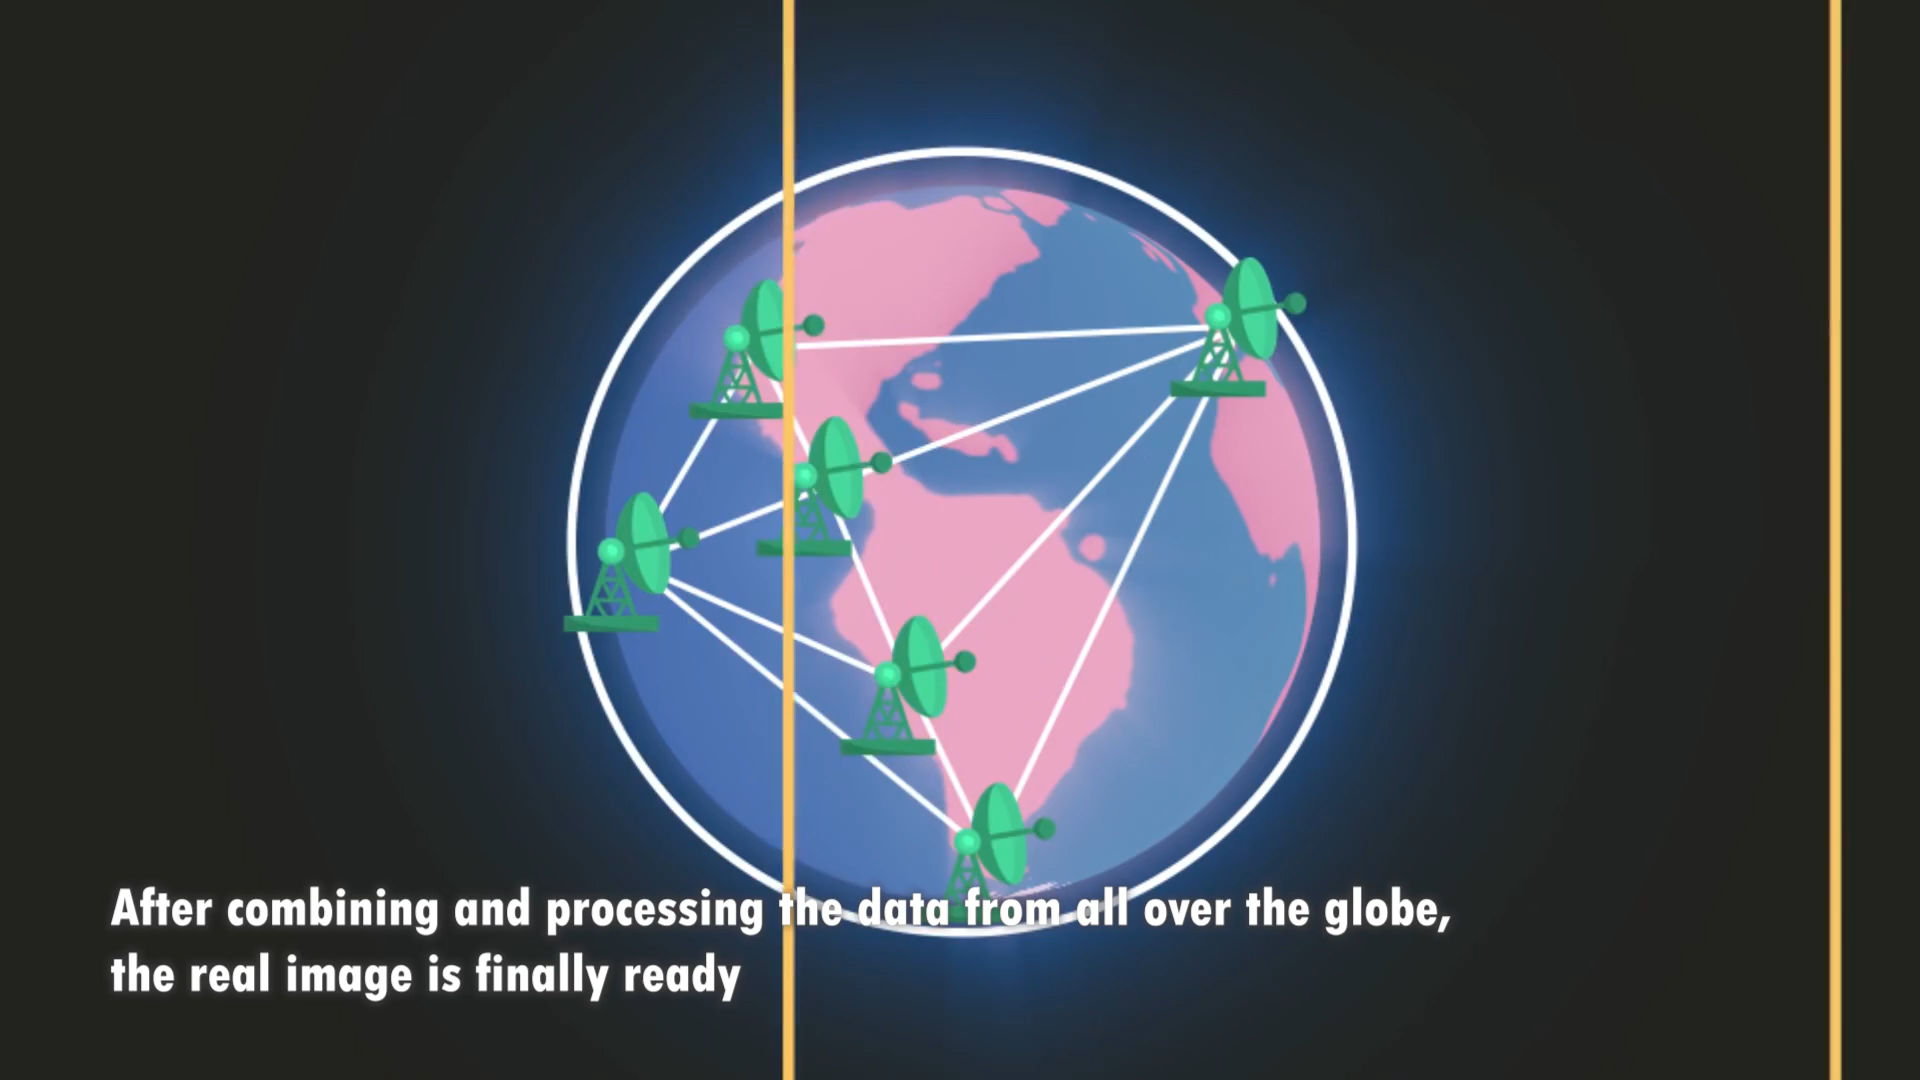 After combining and processing the data from all over the globe,
the real image is finally ready